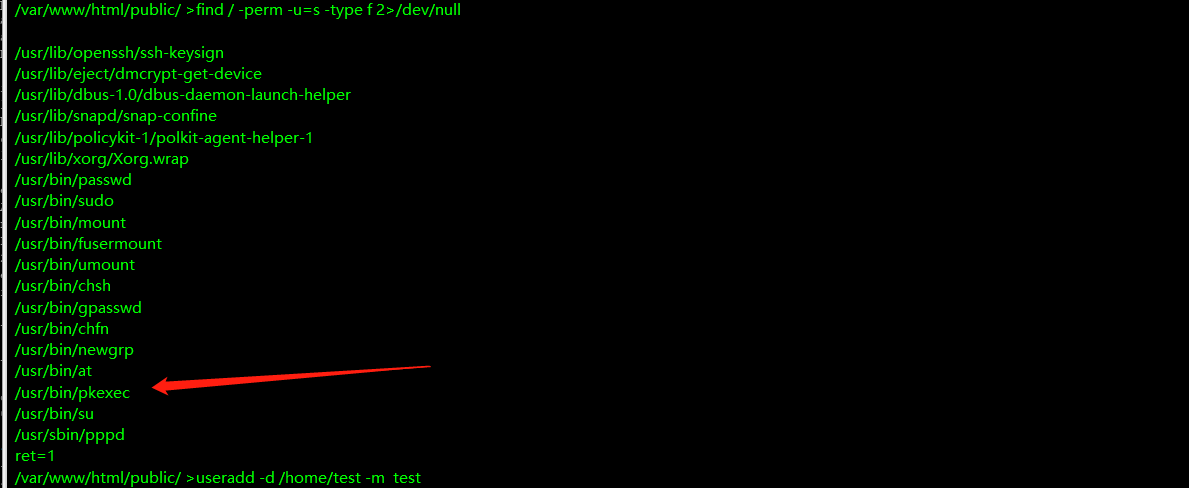 /var/www/html/public/ >find / -perm -u=s -type f 2>/dev/null
/usr/lib/openssh/ssh-keysign
/usr/lib/eject/dmcrypt-get-device
/usr/lib/dbus-1.0/dbus-daemon-launch-helper
/usr/lib/snapd/snap-confine
/usr/lib/policykit-1/polkit-agent-helper-1
/usr/lib/xorg/Xorg.wrap
/usr/bin/passwd
/usr/bin/sudo
/usr/bin/mount
/usr/bin/fusermount
/usr/bin/umount
/usr/bin/chsh
/usr/bin/gpasswd
/usr/bin/chfn
/usr/bin/newgrp
/usr/bin/at
/usr/bin/pkexec
/usr/bin/su
/usr/sbin/pppd
ret=1
/var/www/html/public/ >useradd -d /home/test -m  test